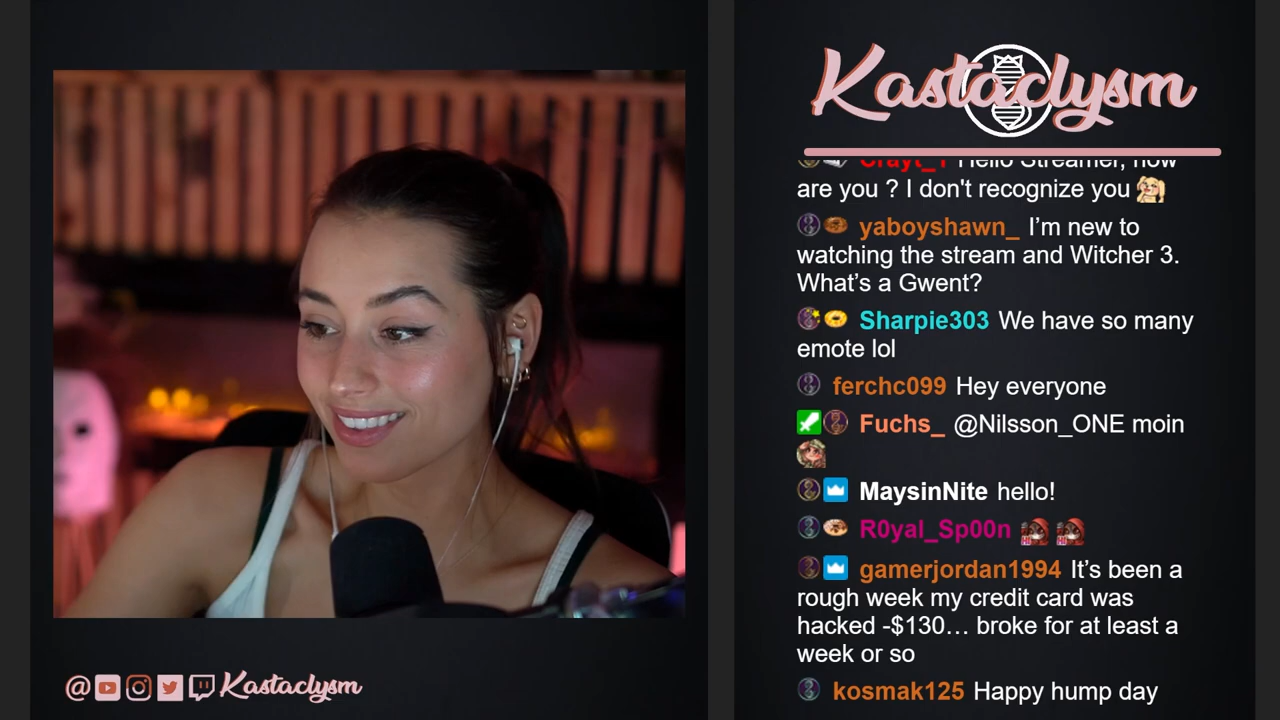 Kastaclysm
Crayt_1 Hello Streamer, how
are you ? I don't recognize you
yaboyshawn_ I’m new to
watching the stream and Witcher 3.
What’s a Gwent?
Sharpie303 We have so many
emote lol
ferchc099 Hey everyone
Fuchs_ @Nilsson_ONE moin
MaysinNite hello!
R0yal_Sp00n
gamerjordan1994 It’s been a
rough week my credit card was
hacked -$130… broke for at least a
week or so
kosmak125 Happy hump day
@ Kastaclysm